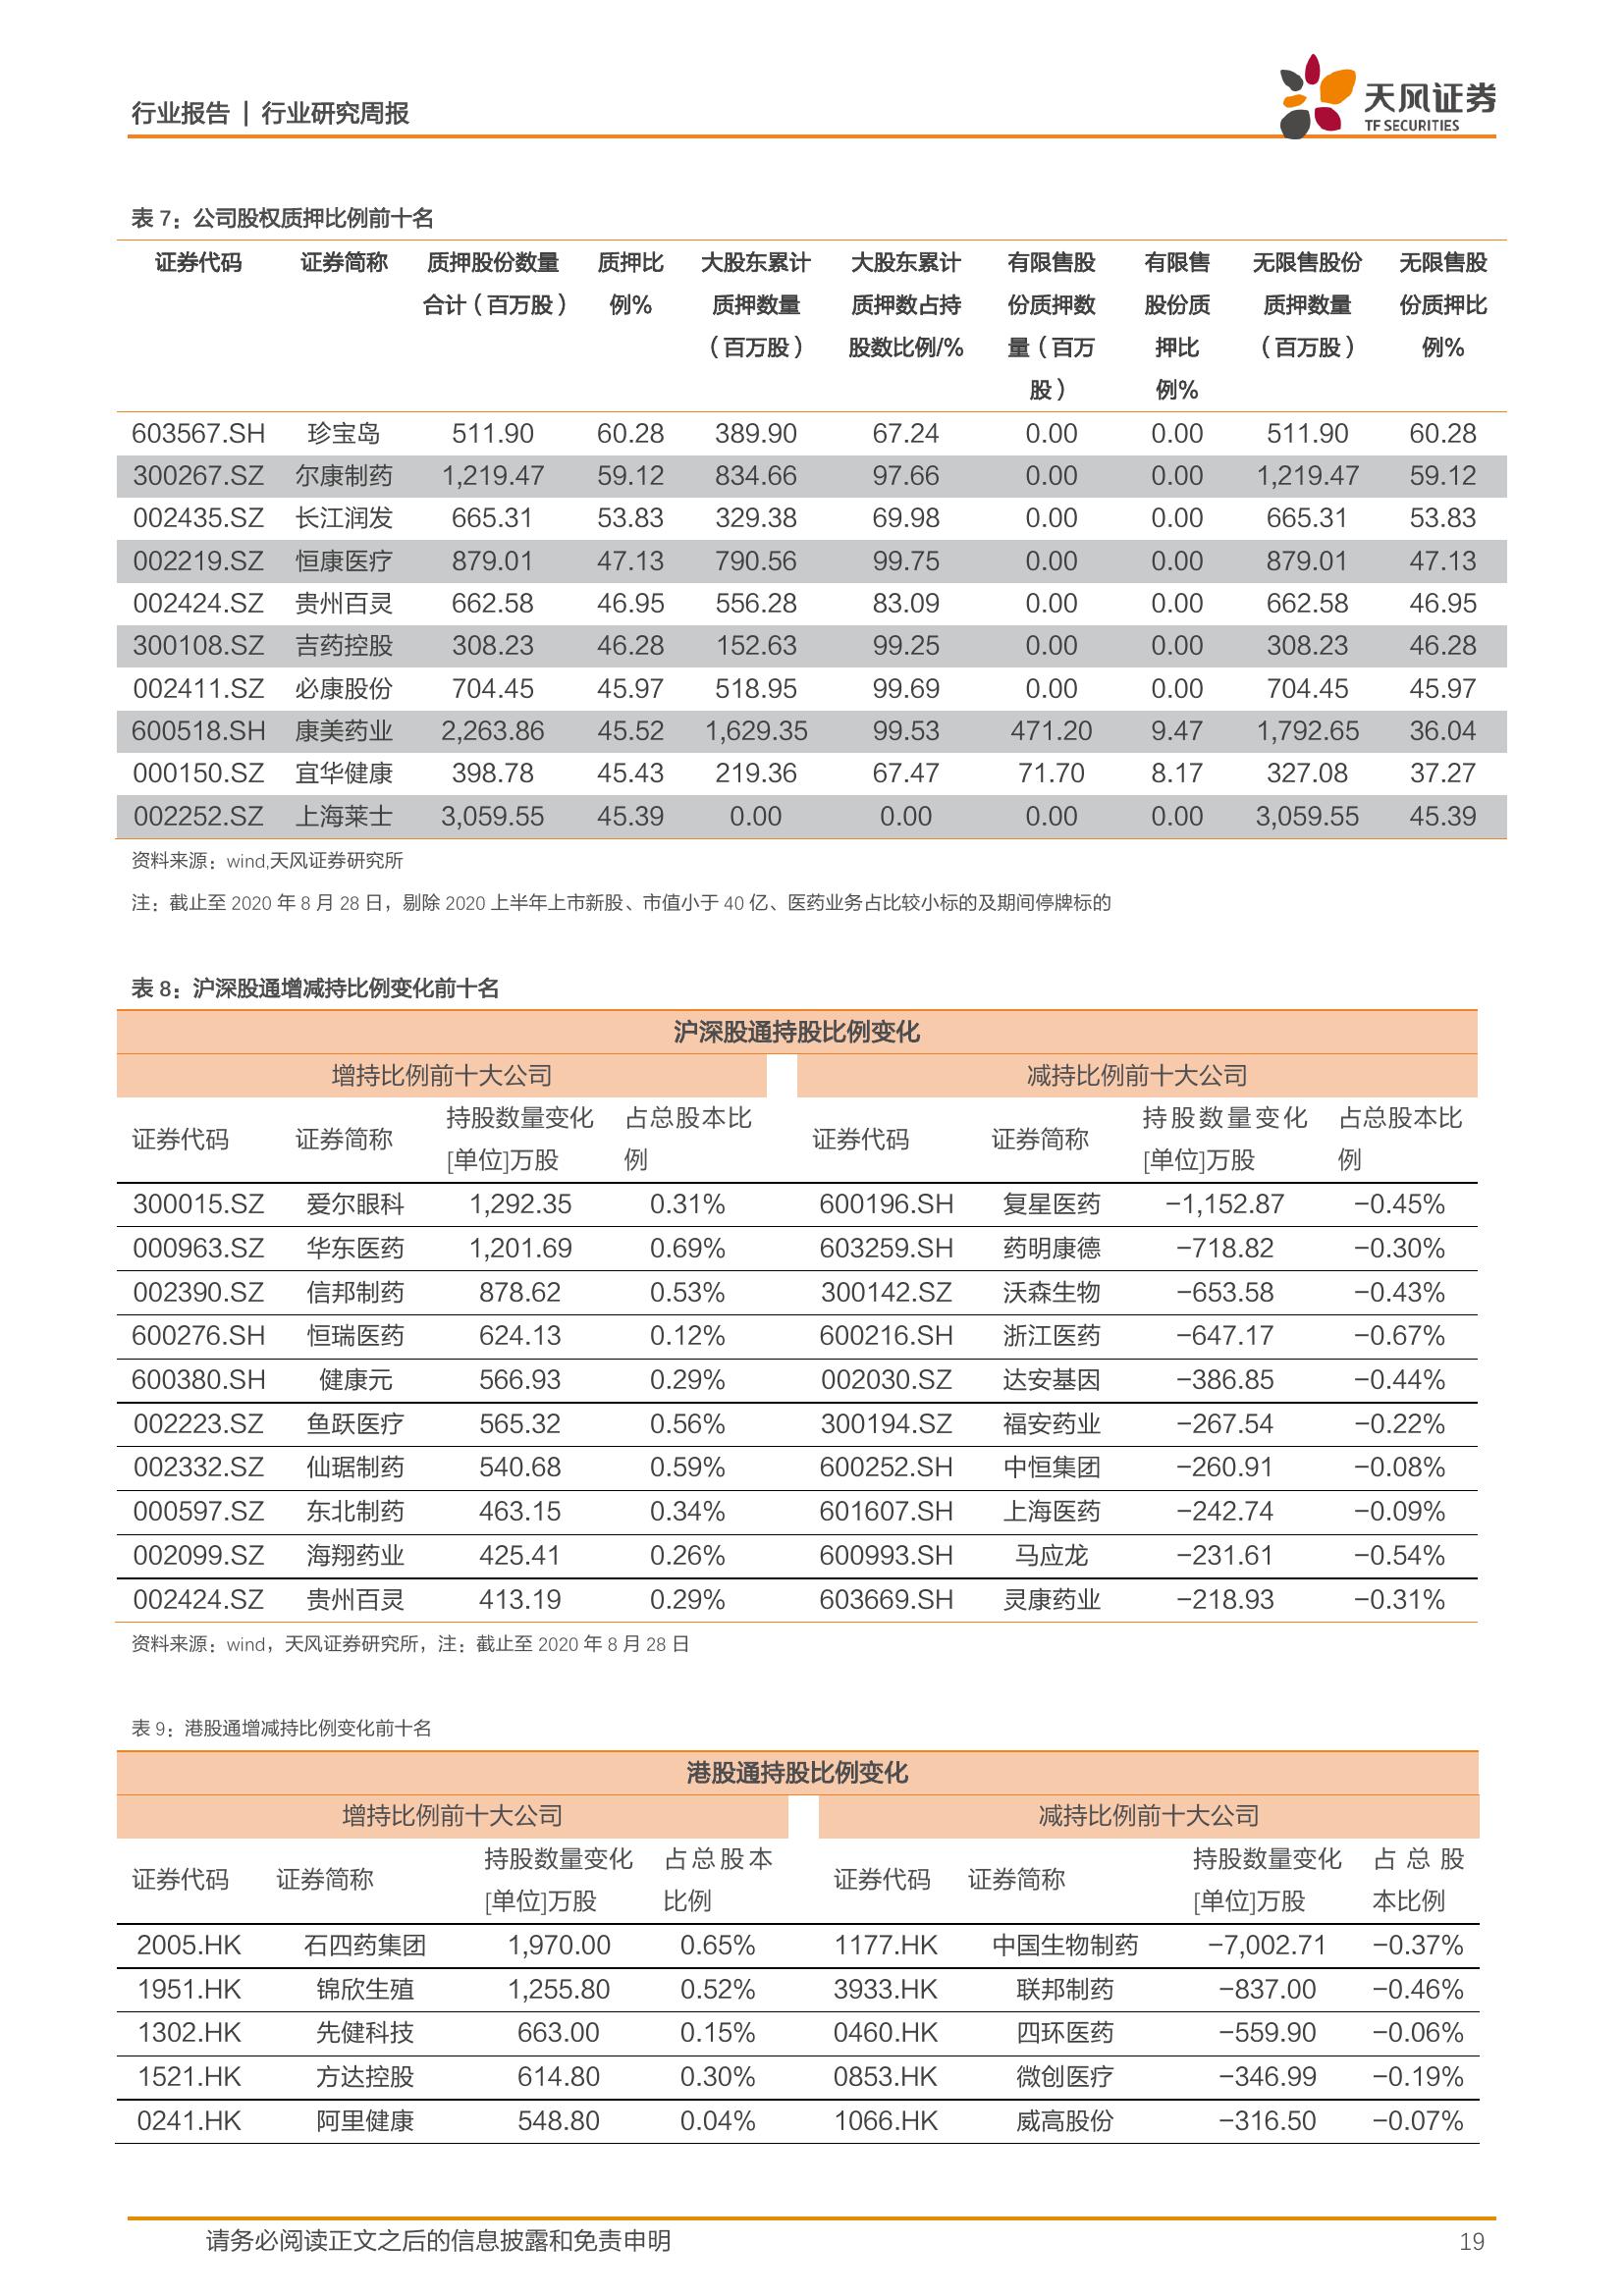 行业报告 | 行业研究周报
天风证券
TF SECURITIES
表 7：公司股权质押比例前十名
证券代码 证券简称 质押股份数量 质押比 大股东累计 大股东累计 有限售股 有限售 无限售股份 无限售股
合计（百万股） 例% 质押数量 质押数占持 份质押数 股份质 质押数量 份质押比
（百万股） 股数比例/% 量（百万 押比 （百万股） 例%
股） 例%
603567.SH 珍宝岛 511.90 60.28 389.90 67.24 0.00 0.00 511.90 60.28
300267.SZ 尔康制药 1,219.47 59.12 834.66 97.66 0.00 0.00 1,219.47 59.12
002435.SZ 长江润发 665.31 53.83 329.38 69.98 0.00 0.00 665.31 53.83
002219.SZ 恒康医疗 879.01 47.13 790.56 99.75 0.00 0.00 879.01 47.13
002424.SZ 贵州百灵 662.58 46.95 556.28 83.09 0.00 0.00 662.58 46.95
300108.SZ 吉药控股 308.23 46.28 152.63 99.25 0.00 0.00 308.23 46.28
002411.SZ 必康股份 704.45 45.97 518.95 99.69 0.00 0.00 704.45 45.97
600518.SH 康美药业 2,263.86 45.52 1,629.35 99.53 471.20 9.47 1,792.65 36.04
000150.SZ 宜华健康 398.78 45.43 219.36 67.47 71.70 8.17 327.08 37.27
002252.SZ 上海莱士 3,059.55 45.39 0.00 0.00 0.00 0.00 3,059.55 45.39
资料来源：wind,天风证券研究所
注：截止至 2020 年 8 月 28 日，剔除 2020 上半年上市新股、市值小于 40 亿、医药业务占比较小标的及期间停牌标的
表 8：沪深股通增减持比例变化前十名
沪深股通持股比例变化
增持比例前十大公司 减持比例前十大公司
证券代码 证券简称 持股数量变化 占总股本比 证券代码 证券简称 持股数量变化 占总股本比
[单位]万股 例 [单位]万股 例
300015.SZ 爱尔眼科 1,292.35 0.31% 600196.SH 复星医药 −1,152.87 −0.45%
000963.SZ 华东医药 1,201.69 0.69% 603259.SH 药明康德 −718.82 −0.30%
002390.SZ 信邦制药 878.62 0.53% 300142.SZ 沃森生物 −653.58 −0.43%
600276.SH 恒瑞医药 624.13 0.12% 600216.SH 浙江医药 −647.17 −0.67%
600380.SH 健康元 566.93 0.29% 002030.SZ 达安基因 −386.85 −0.44%
002223.SZ 鱼跃医疗 565.32 0.56% 300194.SZ 福安药业 −267.54 −0.22%
002332.SZ 仙琚制药 540.68 0.59% 600252.SH 中恒集团 −260.91 −0.08%
000597.SZ 东北制药 463.15 0.34% 601607.SH 上海医药 −242.74 −0.09%
002099.SZ 海翔药业 425.41 0.26% 600993.SH 马应龙 −231.61 −0.54%
002424.SZ 贵州百灵 413.19 0.29% 603669.SH 灵康药业 −218.93 −0.31%
资料来源：wind，天风证券研究所，注：截止至 2020 年 8 月 28 日
表 9：港股通增减持比例变化前十名
港股通持股比例变化
增持比例前十大公司 减持比例前十大公司
证券代码 证券简称 持股数量变化 占总股本 证券代码 证券简称 持股数量变化 占总股
[单位]万股 比例 [单位]万股 本比例
2005.HK 石四药集团 1,970.00 0.65% 1177.HK 中国生物制药 −7,002.71 −0.37%
1951.HK 锦欣生殖 1,255.80 0.52% 3933.HK 联邦制药 −837.00 −0.46%
1302.HK 先健科技 663.00 0.15% 0460.HK 四环医药 −559.90 −0.06%
1521.HK 方达控股 614.80 0.30% 0853.HK 微创医疗 −346.99 −0.19%
0241.HK 阿里健康 548.80 0.04% 1066.HK 威高股份 −316.50 −0.07%
请务必阅读正文之后的信息披露和免责申明 19